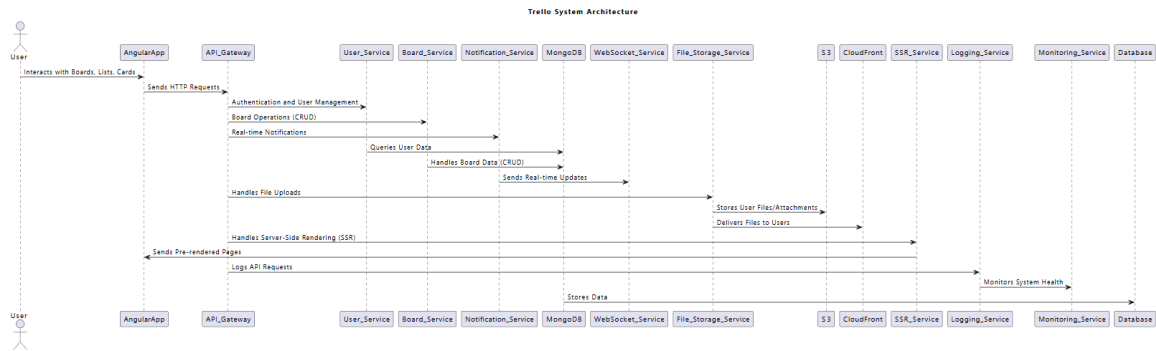 Trello System Architecture
User
AngularApp
API_Gateway
User_Service
Board_Service
Notification_Service
MongoDB
WebSocket_Service
File_Storage_Service
S3
CloudFront
SSR_Service
Logging_Service
Monitoring_Service
Database
Interacts with Boards, Lists, Cards
Sends HTTP Requests
Authentication and User Management
Board Operations (CRUD)
Real-time Notifications
Queries User Data
Handles Board Data (CRUD)
Sends Real-time Updates
Handles File Uploads
Stores User Files/Attachments
Delivers Files to Users
Handles Server-Side Rendering (SSR)
Sends Pre-rendered Pages
Logs API Requests
Monitors System Health
Stores Data
User
AngularApp
API_Gateway
User_Service
Board_Service
Notification_Service
MongoDB
WebSocket_Service
File_Storage_Service
S3
CloudFront
SSR_Service
Logging_Service
Monitoring_Service
Database